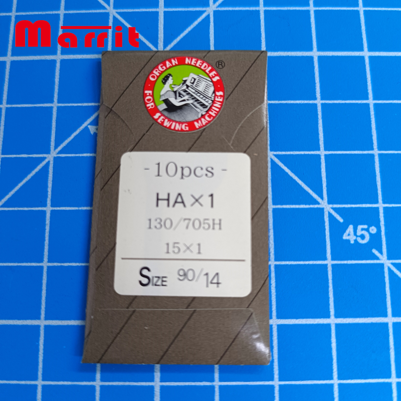 Marrit
ORGAN NEEDLES
®
FOR SEWING MACHINES
-10pcs-
HA×1
130/705H
15×1
SIZE 90/14
45°